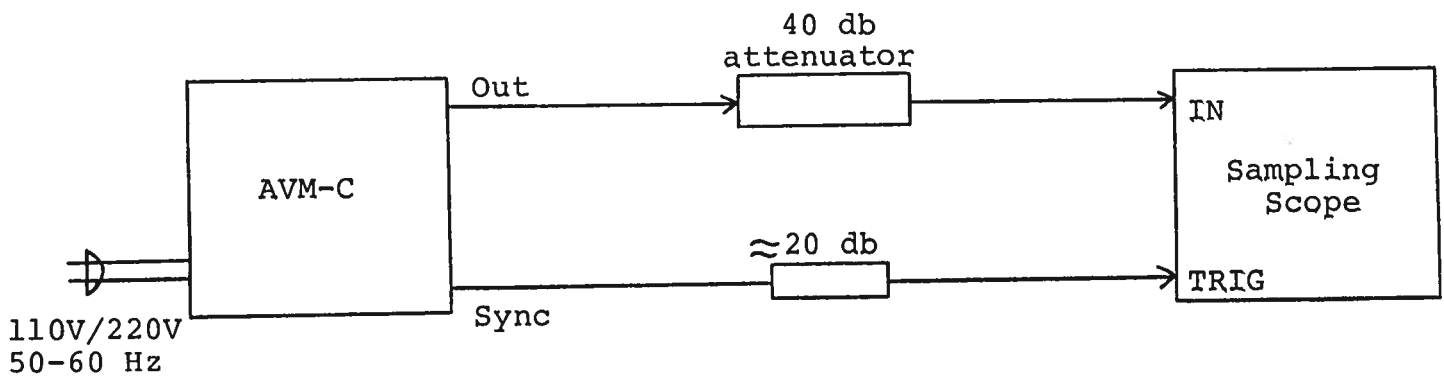 40 db
attenuator
Out
IN
AVM-C
Sampling
Scope
≈20 db
TRIG
Sync
110V/220V
50-60 Hz